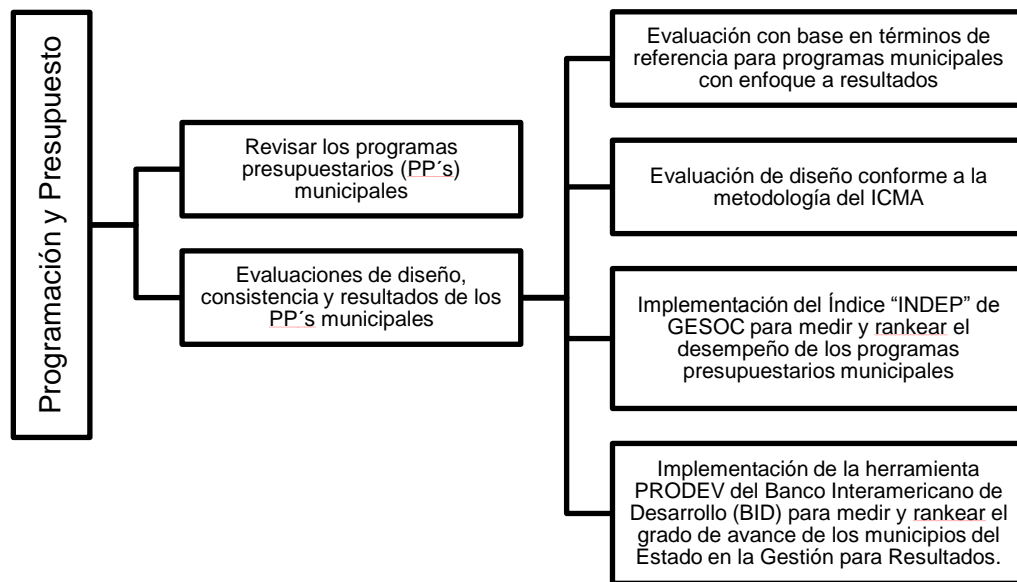 Programación y Presupuesto
Revisar los programas
presupuestarios (PP´s)
municipales
Evaluaciones de diseño,
consistencia y resultados de los
PP´s municipales
Evaluación con base en términos de
referencia para programas municipales
con enfoque a resultados
Evaluación de diseño conforme a la
metodología del ICMA
Implementación del Índice “INDEP” de
GESOC para medir y rankear el
desempeño de los programas
presupuestarios municipales
Implementación de la herramienta
PRODEV del Banco Interamericano de
Desarrollo (BID) para medir y rankear el
grado de avance de los municipios del
Estado en la Gestión para Resultados.